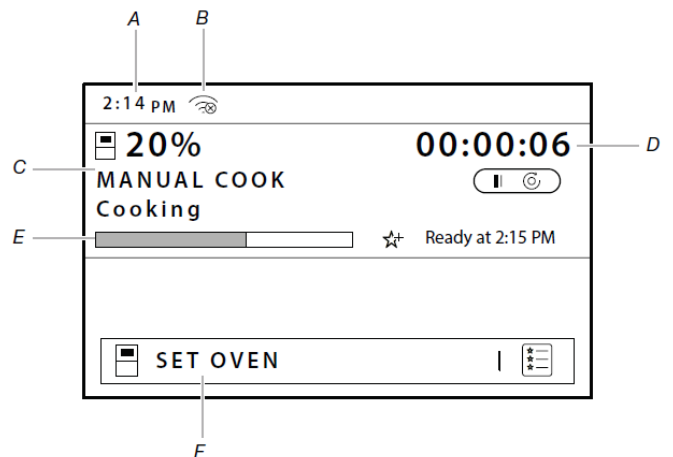 A B
2:14 PM
20% 00:00:06 D
C MANUAL COOK
Cooking
E Ready at 2:15 PM
SET OVEN
F